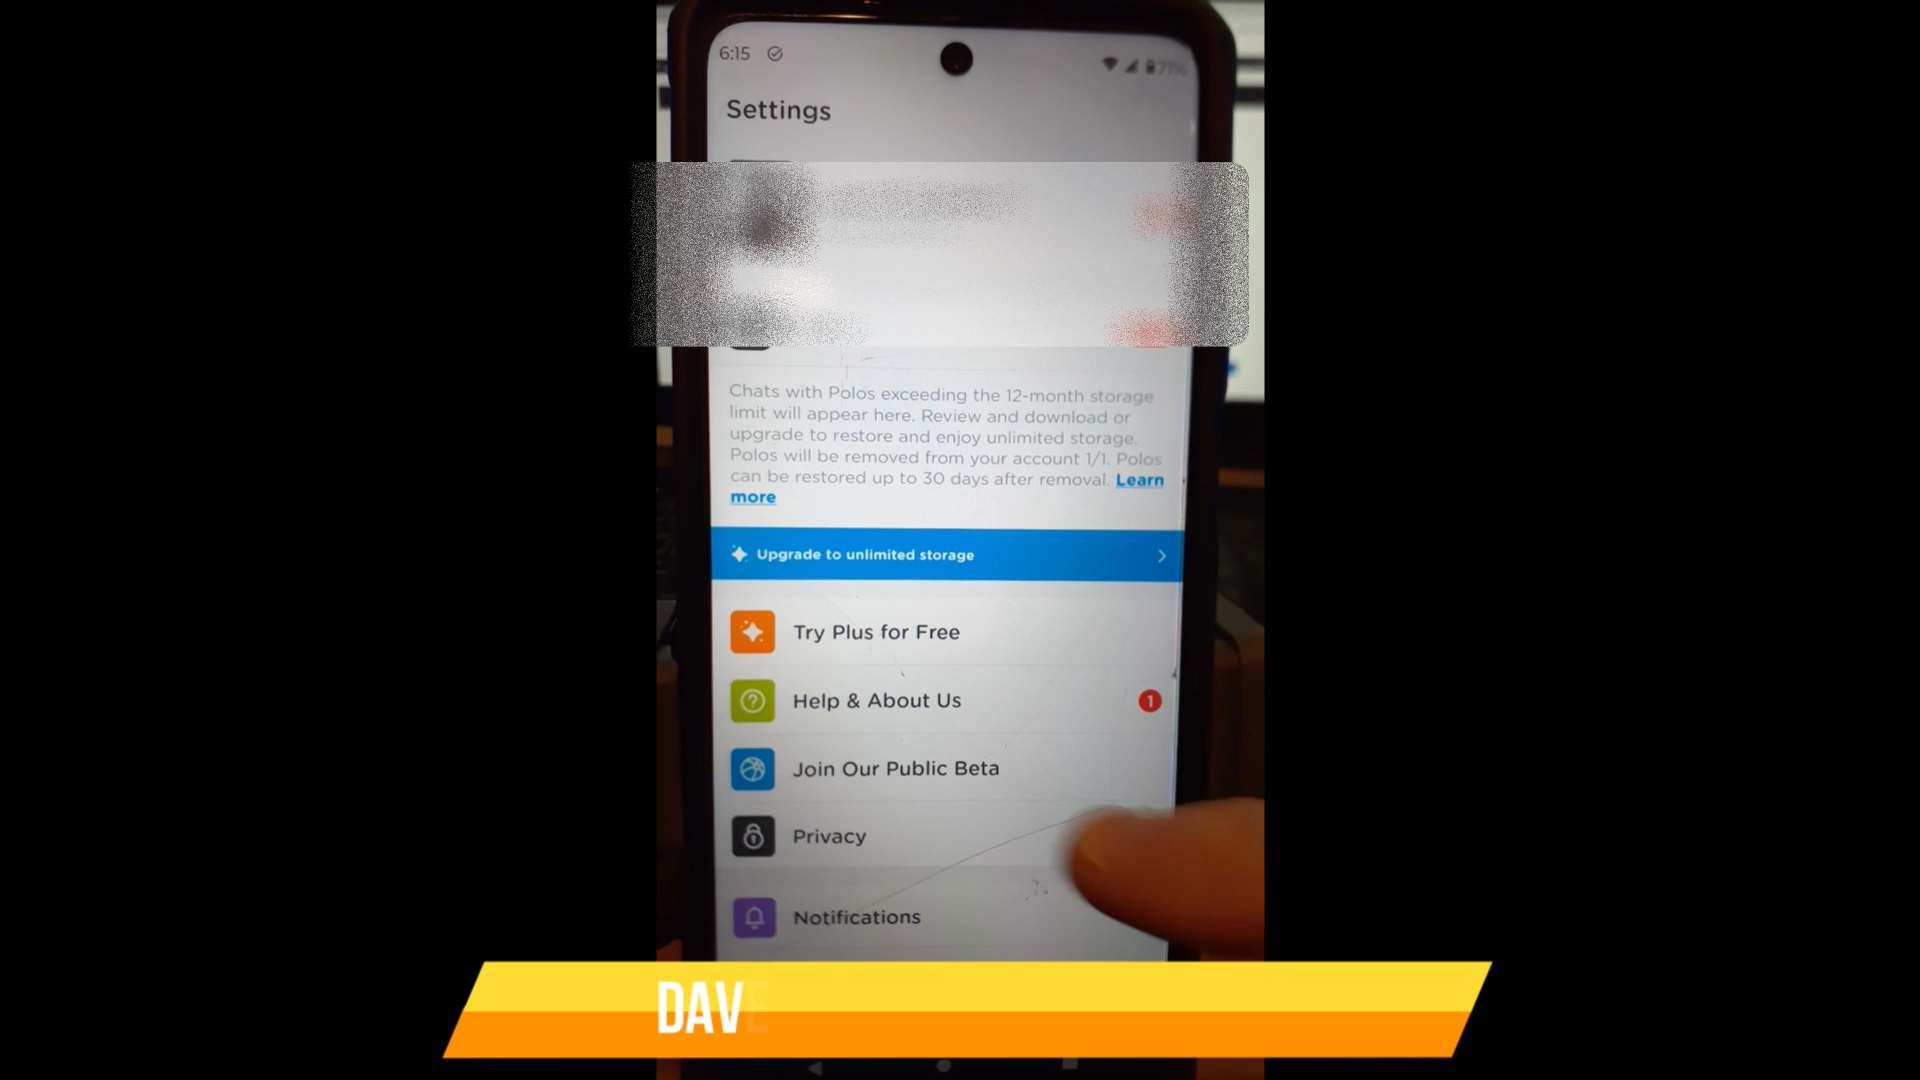 6:15
71%
Settings
Chats with Polos exceeding the 12-month storage
limit will appear here. Review and download or
upgrade to restore and enjoy unlimited storage.
Polos will be removed from your account 1/1. Polos
can be restored up to 30 days after removal. Learn
more
Upgrade to unlimited storage
Try Plus for Free
Help & About Us
1
Join Our Public Beta
Privacy
Notifications
DAVE